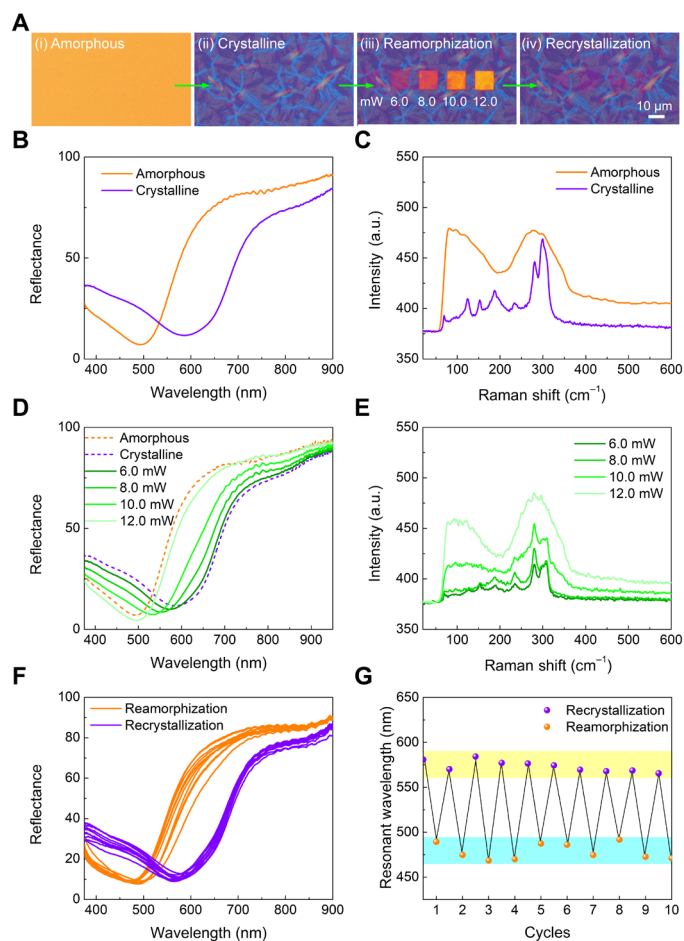 A
(i) Amorphous
(ii) Crystalline
(iii) Reamorphization
(iv) Recrystallization
mW 6.0 8.0 10.0 12.0
10 µm
B
100
50
0
Reflectance
Amorphous
Crystalline
400 500 600 700 800 900
Wavelength (nm)
C
550
500
450
400
350
Intensity (a.u.)
Amorphous
Crystalline
100 200 300 400 500 600
Raman shift (cm⁻¹)
D
100
50
0
Reflectance
Amorphous
Crystalline
6.0 mW
8.0 mW
10.0 mW
12.0 mW
400 500 600 700 800 900
Wavelength (nm)
E
550
500
450
400
350
Intensity (a.u.)
6.0 mW
8.0 mW
10.0 mW
12.0 mW
100 200 300 400 500 600
Raman shift (cm⁻¹)
F
100
80
60
40
20
0
Reflectance
Reamorphization
Recrystallization
400 500 600 700 800 900
Wavelength (nm)
G
650
600
550
500
450
Resonant wavelength (nm)
Recrystallization
Reamorphization
1 2 3 4 5 6 7 8 9 10
Cycles